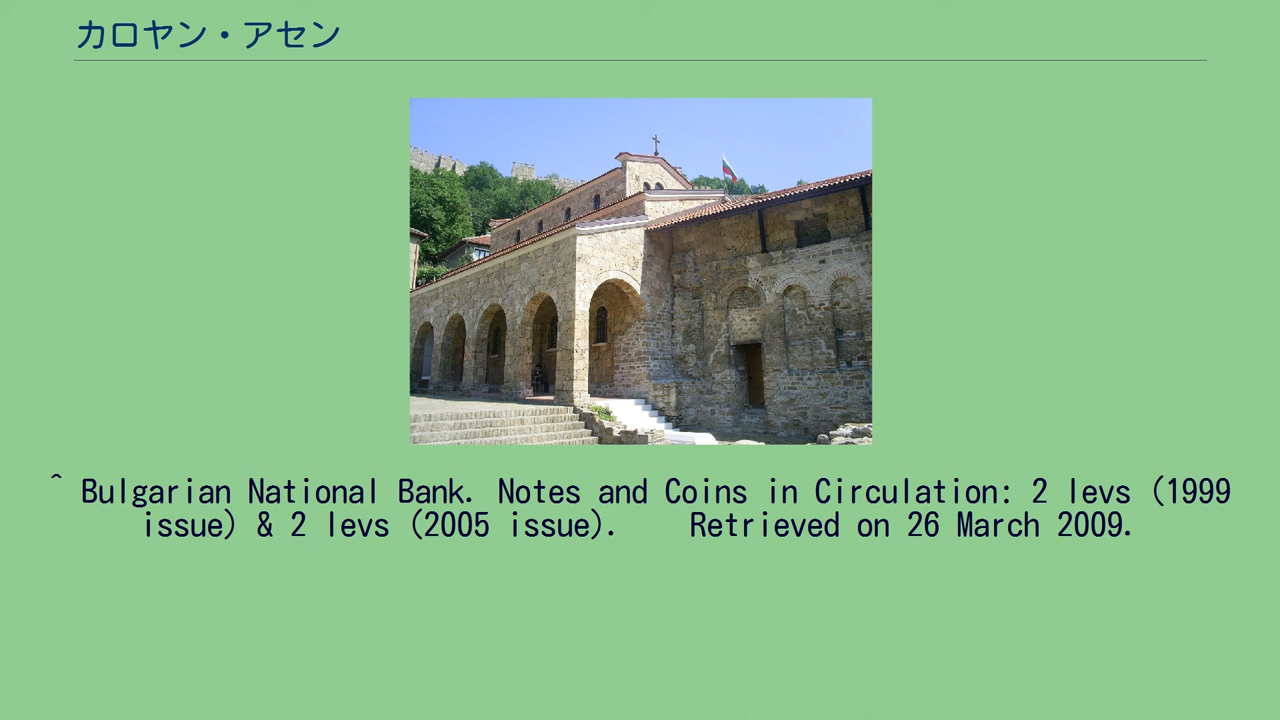 カロヤン・アセン
^ Bulgarian National Bank. Notes and Coins in Circulation: 2 levs (1999
issue) & 2 levs (2005 issue).    Retrieved on 26 March 2009.